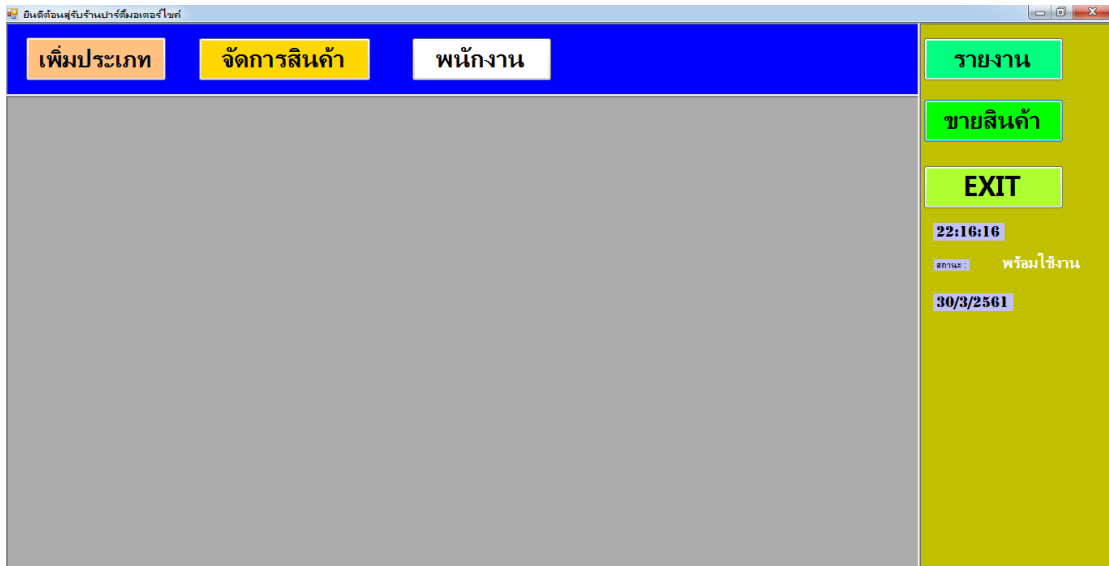 ยินดีต้อนสู่รับร้านปาร์ตี้มอเตอร์ไซค์
เพิ่มประเภท จัดการสินค้า พนักงาน
รายงาน
ขายสินค้า
EXIT
22:16:16
สถานะ : พร้อมใช้งาน
30/3/2561